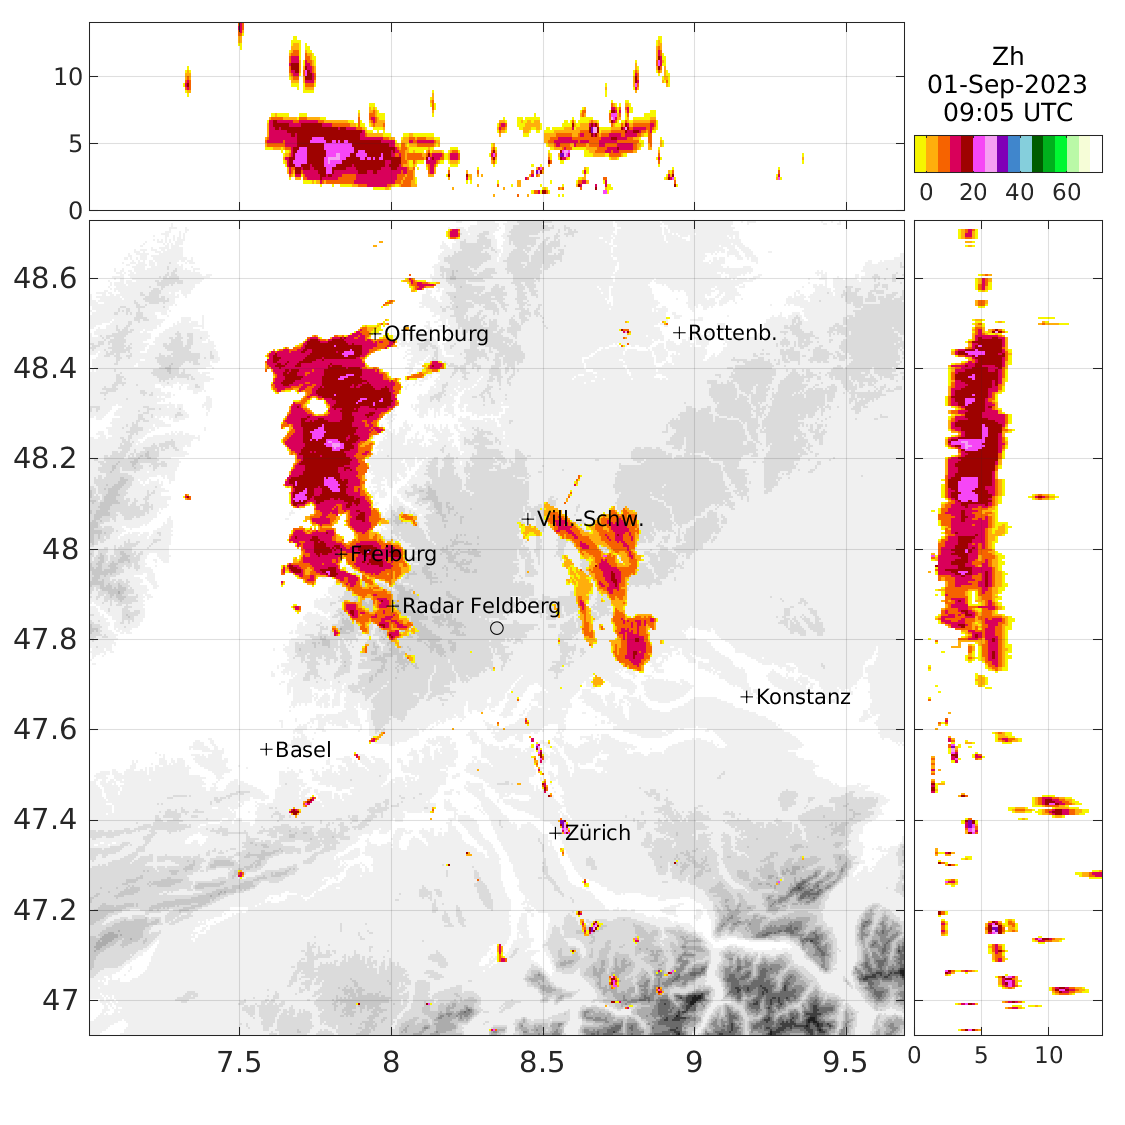 Zh
01-Sep-2023
09:05 UTC
0 20 40 60
10
5
0
48.6
48.4
48.2
48
47.8
47.6
47.4
47.2
47
Offenburg
Rottenb.
Vill.-Schw.
Freiburg
Radar Feldberg
Konstanz
Basel
Zürich
7.5 8 8.5 9 9.5
0 5 10